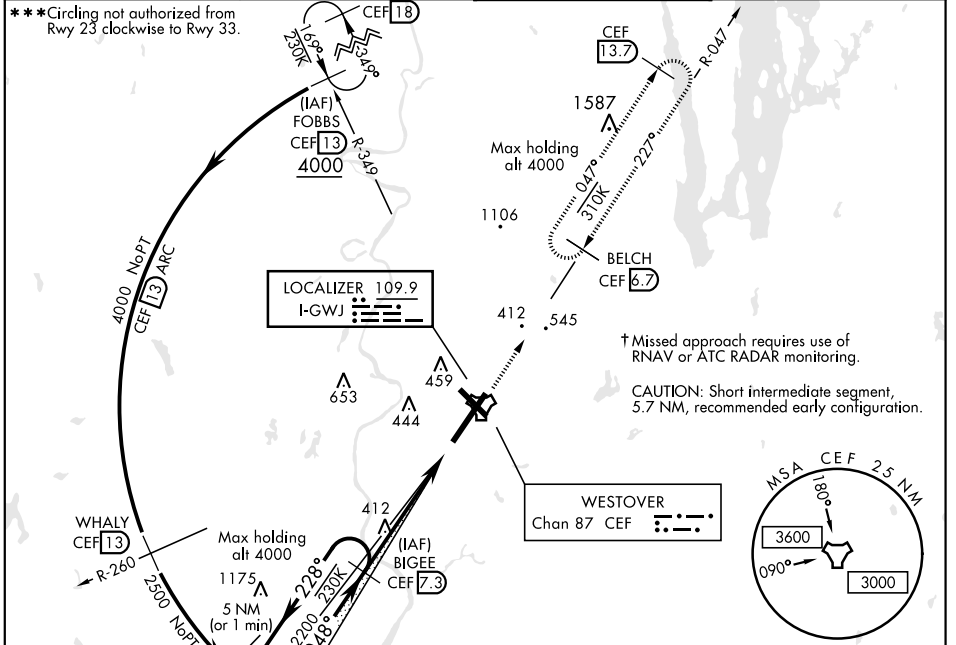 ***Circling not authorized from
Rwy 23 clockwise to Rwy 33.
CEF 18
169°
230K
349°
(IAF)
FOBBS
CEF 13
4000
R-349
CEF
13.7
R-047
1587
Max holding
alt 4000
047°
310K
227°
1106
BELCH
CEF 6.7
4000 NoPT
CEF 13 ARC
LOCALIZER 109.9
I-GWJ
412
545
† Missed approach requires use of
RNAV or ATC RADAR monitoring.
CAUTION: Short intermediate segment,
5.7 NM, recommended early configuration.
653
459
444
WESTOVER
Chan 87 CEF
MSA CEF 25 NM
180°
3600
090°
3000
WHALY
CEF 13
R-260
2500 NoPT
Max holding
alt 4000
412
(IAF)
BIGEE
CEF 7.3
1175
5 NM
(or 1 min)
228°
230K
2200
048°